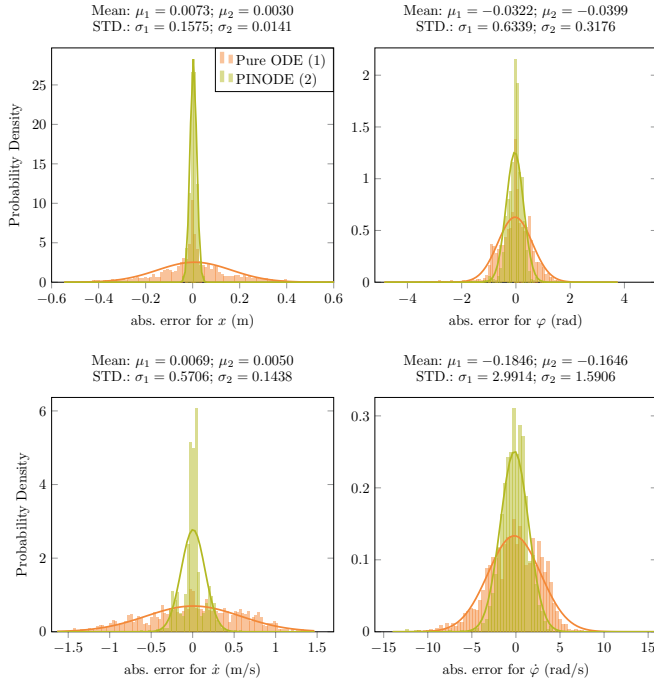 Mean: μ₁ = 0.0073; μ₂ = 0.0030
STD.: σ₁ = 0.1575; σ₂ = 0.0141
Mean: μ₁ = −0.0322; μ₂ = −0.0399
STD.: σ₁ = 0.6339; σ₂ = 0.3176
Pure ODE (1)
PINODE (2)
Probability Density
25
20
15
10
5
0
−0.6 −0.4 −0.2 0 0.2 0.4 0.6
abs. error for x (m)
2
1.5
1
0.5
0
−4 −2 0 2 4
abs. error for φ (rad)
Mean: μ₁ = 0.0069; μ₂ = 0.0050
STD.: σ₁ = 0.5706; σ₂ = 0.1438
Mean: μ₁ = −0.1846; μ₂ = −0.1646
STD.: σ₁ = 2.9914; σ₂ = 1.5906
Probability Density
6
4
2
0
−1.5 −1 −0.5 0 0.5 1 1.5
abs. error for ẋ (m/s)
0.3
0.2
0.1
0
−15 −10 −5 0 5 10 15
abs. error for φ̇ (rad/s)